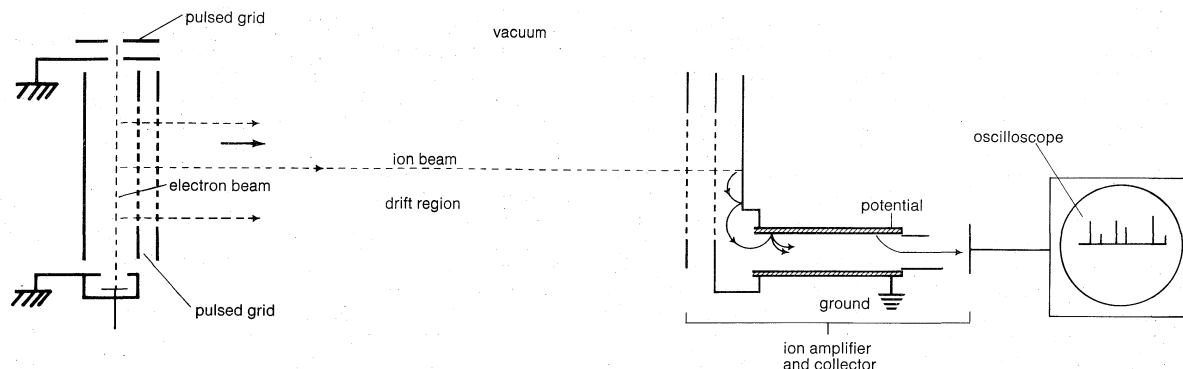 pulsed grid
vacuum
oscilloscope
ion beam
electron beam
drift region
potential
pulsed grid
ground
ion amplifier
and collector